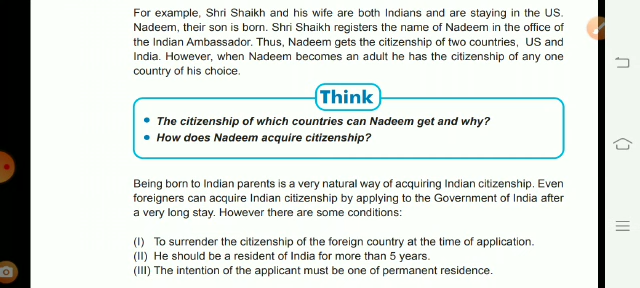 For example, Shri Shaikh and his wife are both Indians and are staying in the US.
Nadeem, their son is born. Shri Shaikh registers the name of Nadeem in the office of
the Indian Ambassador. Thus, Nadeem gets the citizenship of two countries, US and
India. However, when Nadeem becomes an adult he has the citizenship of any one
country of his choice.
Think
• The citizenship of which countries can Nadeem get and why?
• How does Nadeem acquire citizenship?
Being born to Indian parents is a very natural way of acquiring Indian citizenship. Even
foreigners can acquire Indian citizenship by applying to the Government of India after
a very long stay. However there are some conditions:
(I) To surrender the citizenship of the foreign country at the time of application.
(II) He should be a resident of India for more than 5 years.
(III) The intention of the applicant must be one of permanent residence.